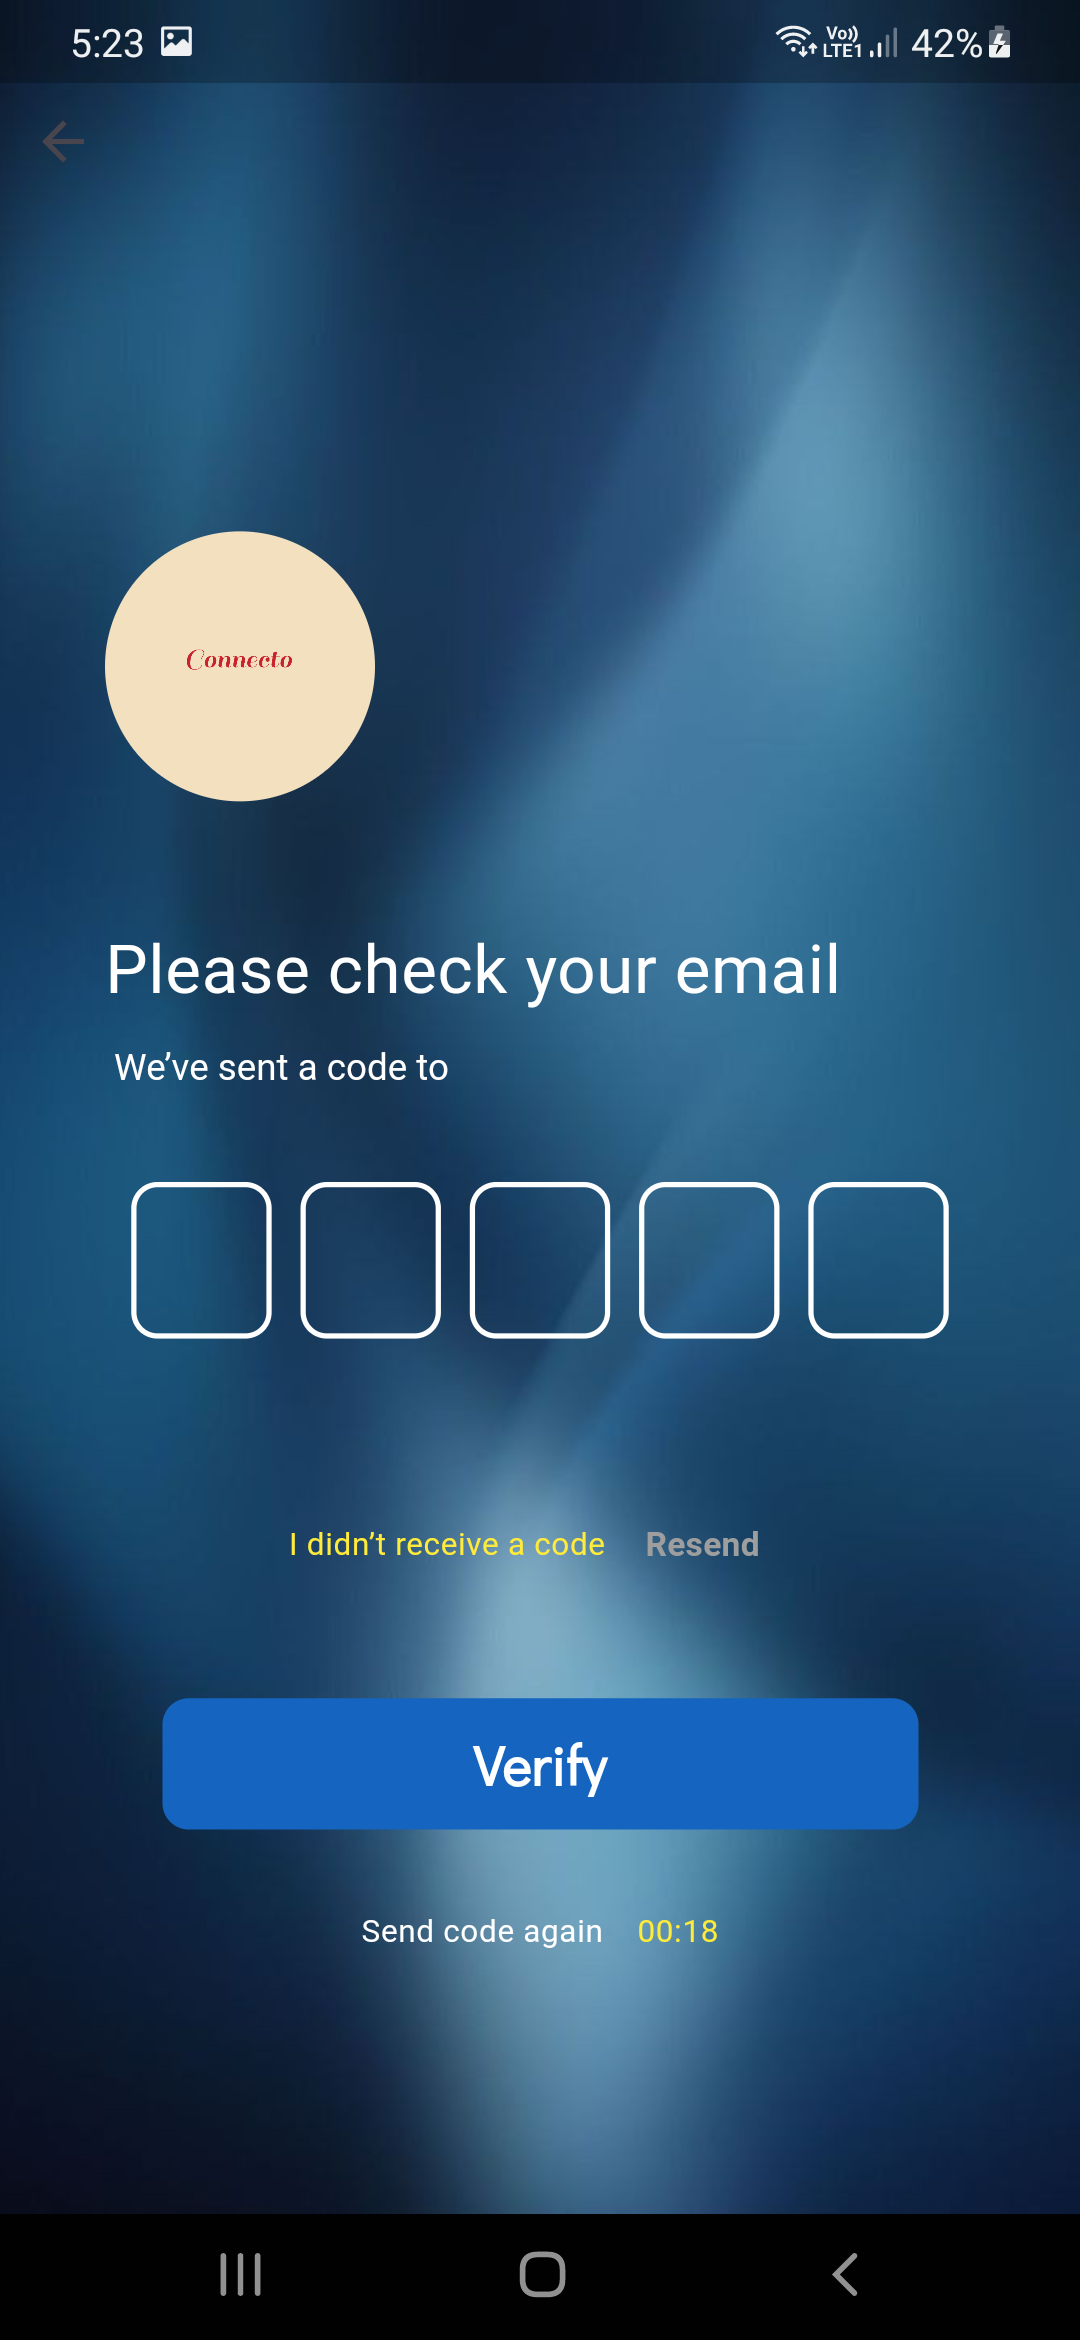 5:23 Vo)) LTE1 42%
Connecto
Please check your email
We’ve sent a code to
I didn’t receive a code Resend
Verify
Send code again 00:18